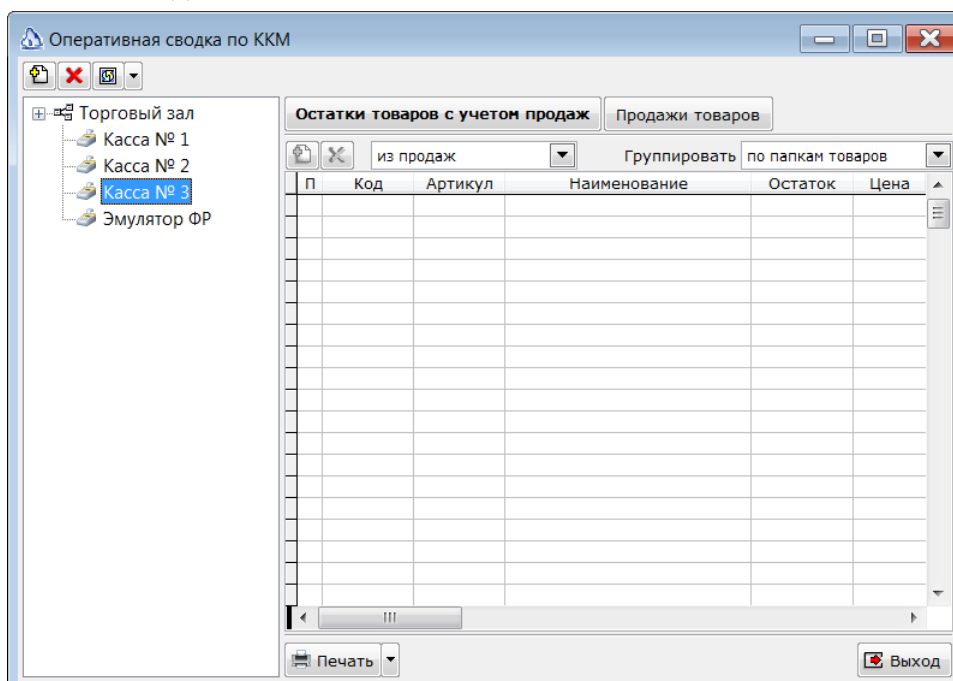 Оперативная сводка по ККМ
Торговый зал
Касса № 1
Касса № 2
Касса № 3
Эмулятор ФР
Остатки товаров с учетом продаж Продажи товаров
из продаж Группировать по папкам товаров
П Код Артикул Наименование Остаток Цена
Печать Выход